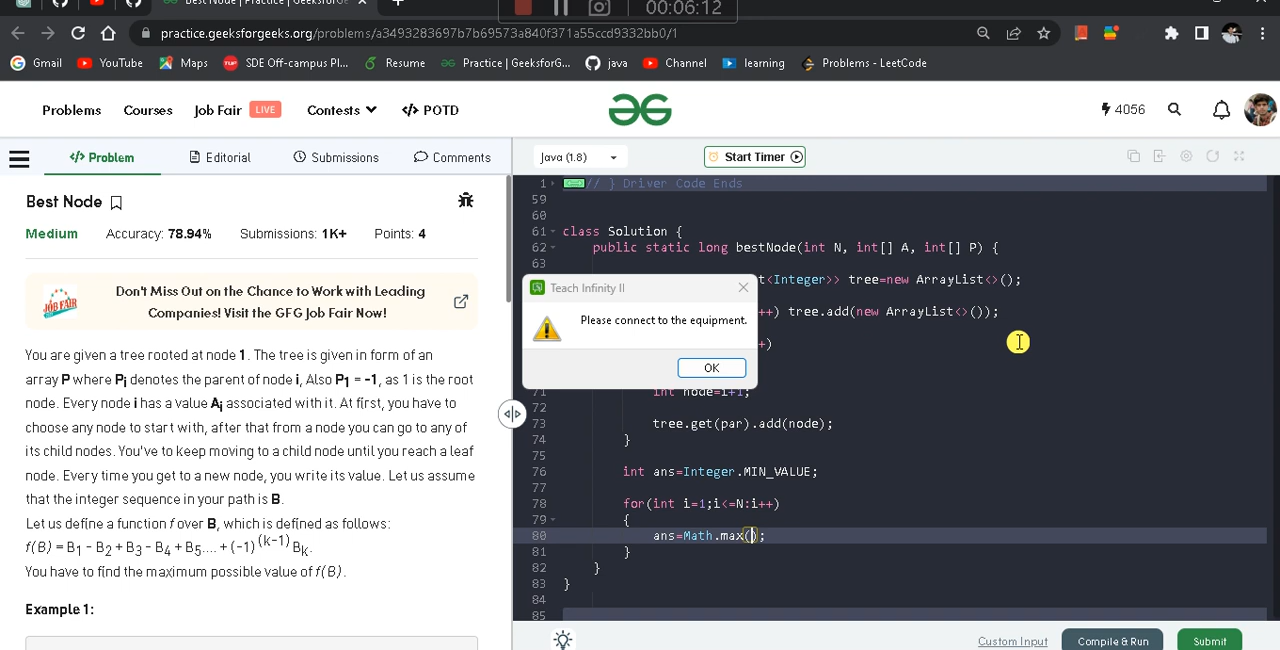 Best Node | Practice | GeeksforGe
00:06:12
practice.geeksforgeeks.org/problems/a3493283697b7b69573a840f371a55ccd9332bb0/1
Gmail YouTube Maps SDE Off-campus Pl... Resume Practice | GeeksforG... java Channel learning Problems - LeetCode
Problems Courses Job Fair LIVE Contests POTD 4056
Problem Editorial Submissions Comments Java (1.8) Start Timer
Best Node
Medium Accuracy: 78.94% Submissions: 1K+ Points: 4
Don't Miss Out on the Chance to Work with Leading
Companies! Visit the GFG Job Fair Now!
You are given a tree rooted at node 1. The tree is given in form of an
array P where Pi denotes the parent of node i, Also P1 = -1, as 1 is the root
node. Every node i has a value Ai associated with it. At first, you have to
choose any node to start with, after that from a node you can go to any of
its child nodes. You've to keep moving to a child node until you reach a leaf
node. Every time you get to a new node, you write its value. Let us assume
that the integer sequence in your path is B.
Let us define a function f over B, which is defined as follows:
f(B) = B1 - B2 + B3 - B4 + B5.... + (-1)^(k-1) Bk.
You have to find the maximum possible value of f(B).
Example 1:
1 // } Driver Code Ends
59
60
61 class Solution {
62 public static long bestNode(int N, int[] A, int[] P) {
63
t<Integer>> tree=new ArrayList<>();
++) tree.add(new ArrayList<>());
++)
71 int node=i+1;
72
73 tree.get(par).add(node);
74 }
75
76 int ans=Integer.MIN_VALUE;
77
78 for(int i=1;i<=N:i++)
79 {
80 ans=Math.max();
81 }
82 }
83 }
84
85
Teach Infinity II
Please connect to the equipment.
OK
Custom Input Compile & Run Submit